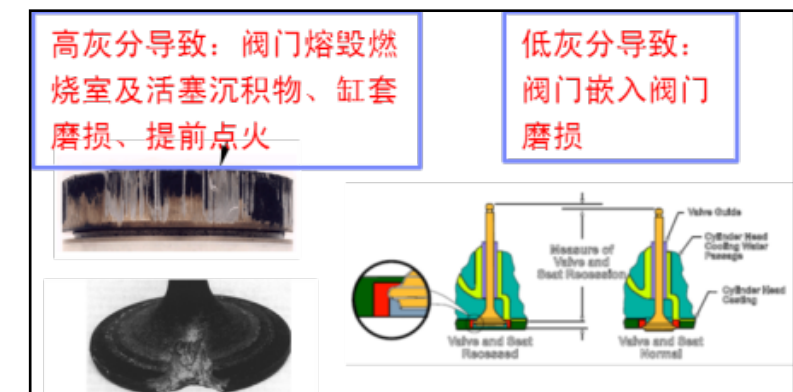 高灰分导致：阀门熔毁燃
烧室及活塞沉积物、缸套
磨损、提前点火
低灰分导致：
阀门嵌入阀门
磨损
Measure of
Valve and
Seat Recession
Valve Guide
Cylinder Head
Cooling Water
Passage
Cylinder Head
Casting
Valve and Seat
Recessed
Valve and Seat
Normal